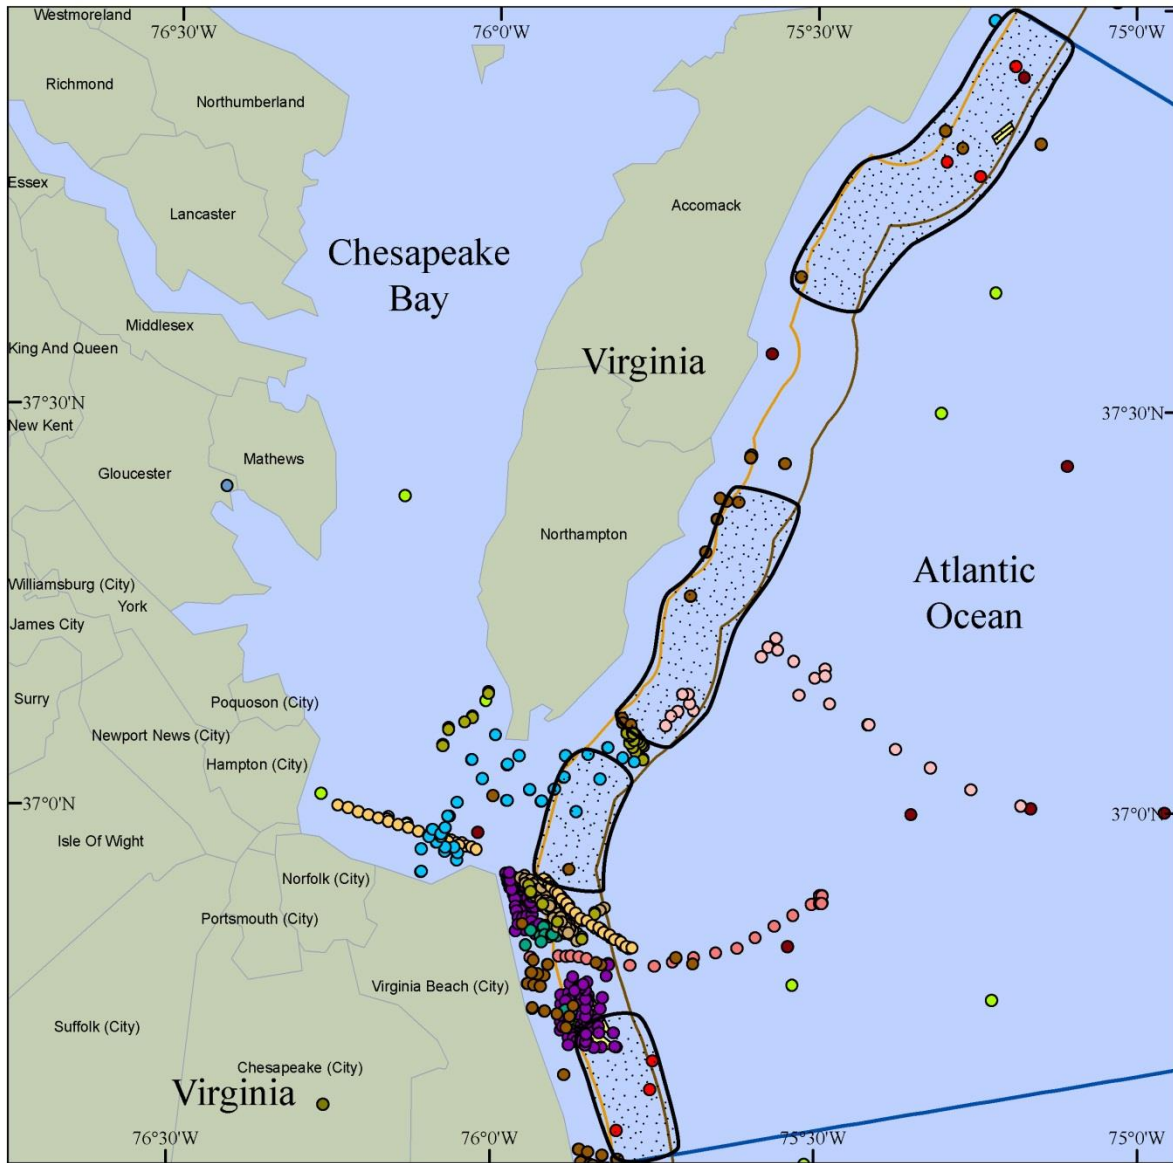 Westmoreland
76°30'W
76°0'W
75°30'W
75°0'W
Richmond
Northumberland
Essex
Lancaster
Accomack
Chesapeake
Bay
Middlesex
King And Queen
Virginia
37°30'N
37°30'N
New Kent
Gloucester
Mathews
Northampton
Atlantic
Ocean
Williamsburg (City)
York
James City
Surry
Poquoson (City)
Newport News (City)
Hampton (City)
37°0'N
37°0'N
Isle Of Wight
Norfolk (City)
Portsmouth (City)
Virginia Beach (City)
Suffolk (City)
Chesapeake (City)
Virginia
76°30'W
76°0'W
75°30'W
75°0'W